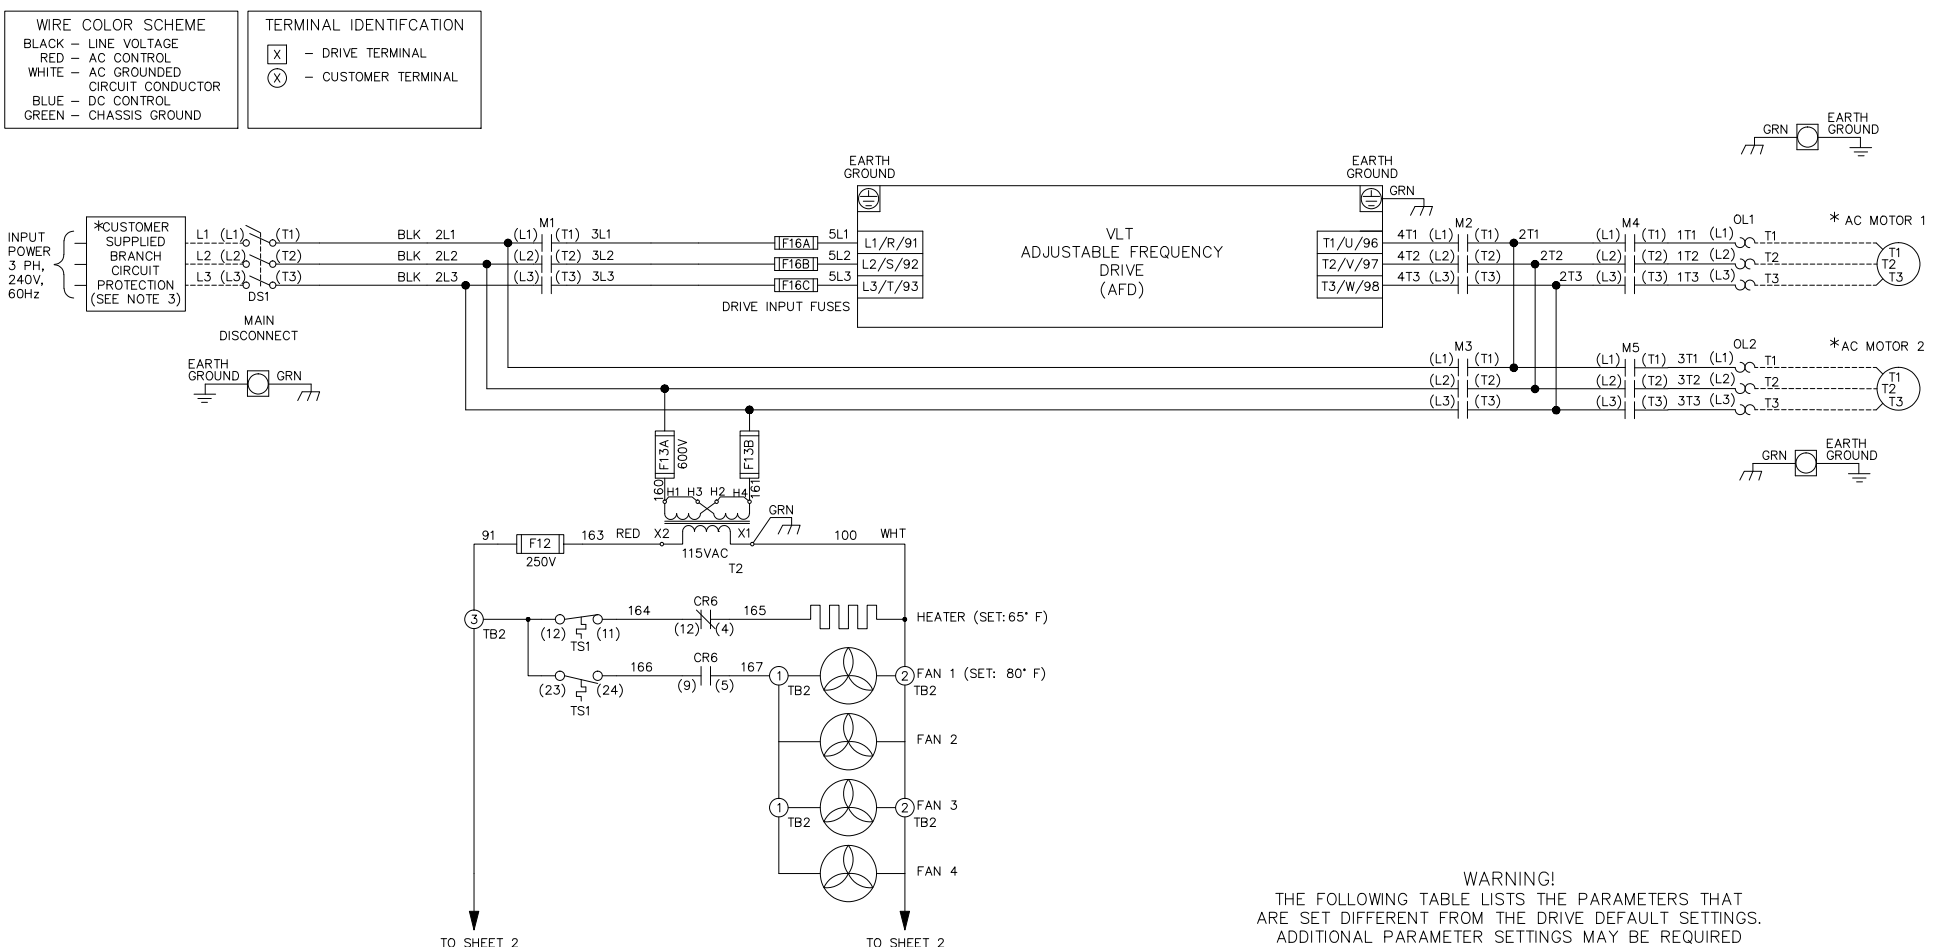 WIRE COLOR SCHEME
BLACK – LINE VOLTAGE
RED – AC CONTROL
WHITE – AC GROUNDED
CIRCUIT CONDUCTOR
BLUE – DC CONTROL
GREEN – CHASSIS GROUND
TERMINAL IDENTIFCATION
X – DRIVE TERMINAL
X – CUSTOMER TERMINAL
INPUT
POWER
3 PH,
240V,
60Hz
*CUSTOMER
SUPPLIED
BRANCH
CIRCUIT
PROTECTION
(SEE NOTE 3)
L1 (L1) (T1) BLK 2L1 (L1) M1 (T1) 3L1 F16A 5L1
L2 (L2) (T2) BLK 2L2 (L2) (T2) 3L2 F16B 5L2
L3 (L3) (T3) BLK 2L3 (L3) (T3) 3L3 F16C 5L3
DS1
MAIN
DISCONNECT
DRIVE INPUT FUSES
EARTH
GROUND
GRN
EARTH
GROUND
L1/R/91
L2/S/92
L3/T/93
VLT
ADJUSTABLE FREQUENCY
DRIVE
(AFD)
EARTH
GROUND
GRN
T1/U/96
T2/V/97
T3/W/98
4T1 (L1) M2 (T1) 2T1 (L1) M4 (T1) 1T1 (L1) OL1 T1
4T2 (L2) (T2) 2T2 (L2) (T2) 1T2 (L2) T2
4T3 (L3) (T3) 2T3 (L3) (T3) 1T3 (L3) T3
* AC MOTOR 1
T1
T2
T3
GRN
EARTH
GROUND
(L1) M3 (T1) (L1) M5 (T1) 3T1 (L1) OL2 T1
(L2) (T2) (L2) (T2) 3T2 (L2) T2
(L3) (T3) (L3) (T3) 3T3 (L3) T3
* AC MOTOR 2
T1
T2
T3
GRN
EARTH
GROUND
F13A
600V
F13B
160
H1 H3 H2 H4
161
GRN
91 F12 163 RED X2 X1 100 WHT
250V
115VAC
T2
3
TB2
(12) (11)
TS1
164
CR6
(12) (4)
165
HEATER (SET:65° F)
(23) (24)
TS1
166
CR6
(9) (5)
167
1
TB2
2
TB2
FAN 1 (SET: 80° F)
FAN 2
1
TB2
2
TB2
FAN 3
FAN 4
TO SHEET 2
TO SHEET 2
WARNING!
THE FOLLOWING TABLE LISTS THE PARAMETERS THAT
ARE SET DIFFERENT FROM THE DRIVE DEFAULT SETTINGS.
ADDITIONAL PARAMETER SETTINGS MAY BE REQUIRED